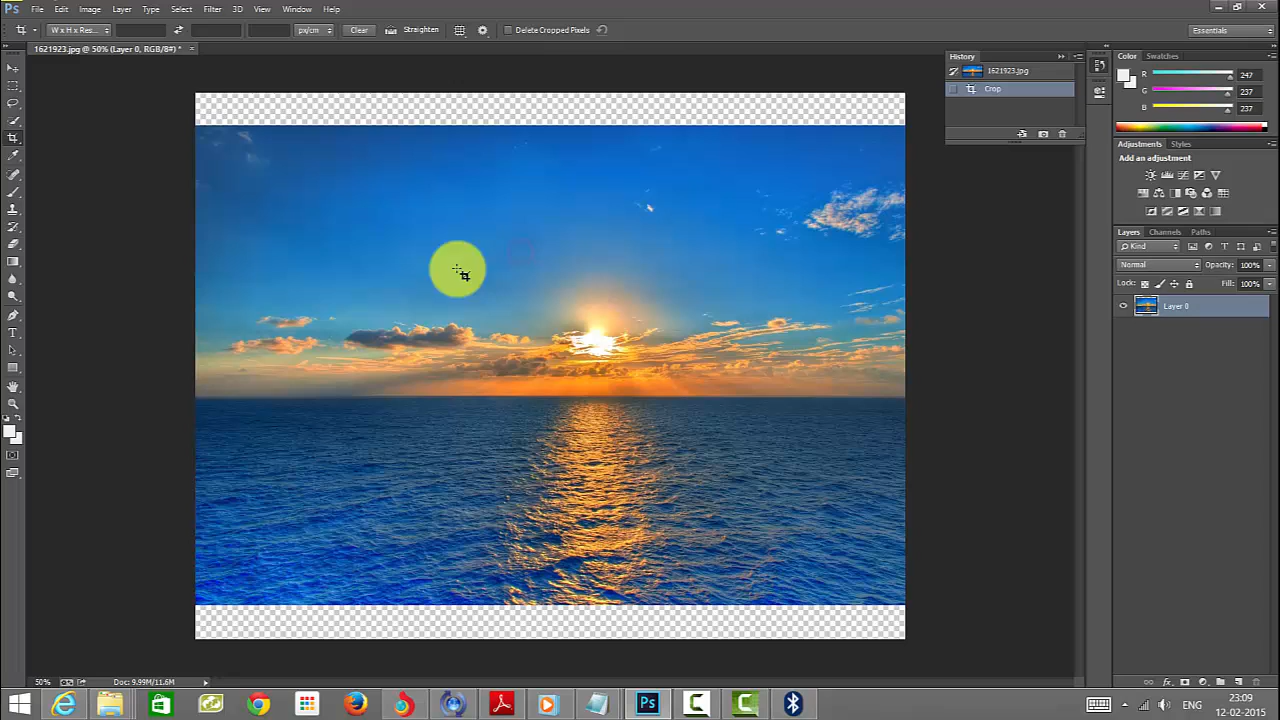 Ps File Edit Image Layer Type Select Filter 3D View Window Help
W x H x Res... px/cm Clear Straighten Delete Cropped Pixels Essentials
1621923.jpg @ 50% (Layer 0, RGB/8#) * ×
History
1621923.jpg
Crop
Color Swatches
R 247
G 237
B 237
Adjustments Styles
Add an adjustment
Layers Channels Paths
Kind
Normal Opacity: 100%
Lock: Fill: 100%
Layer 0
50% Doc: 9.99M/11.6M
Ps
ENG
23:09
12-02-2015